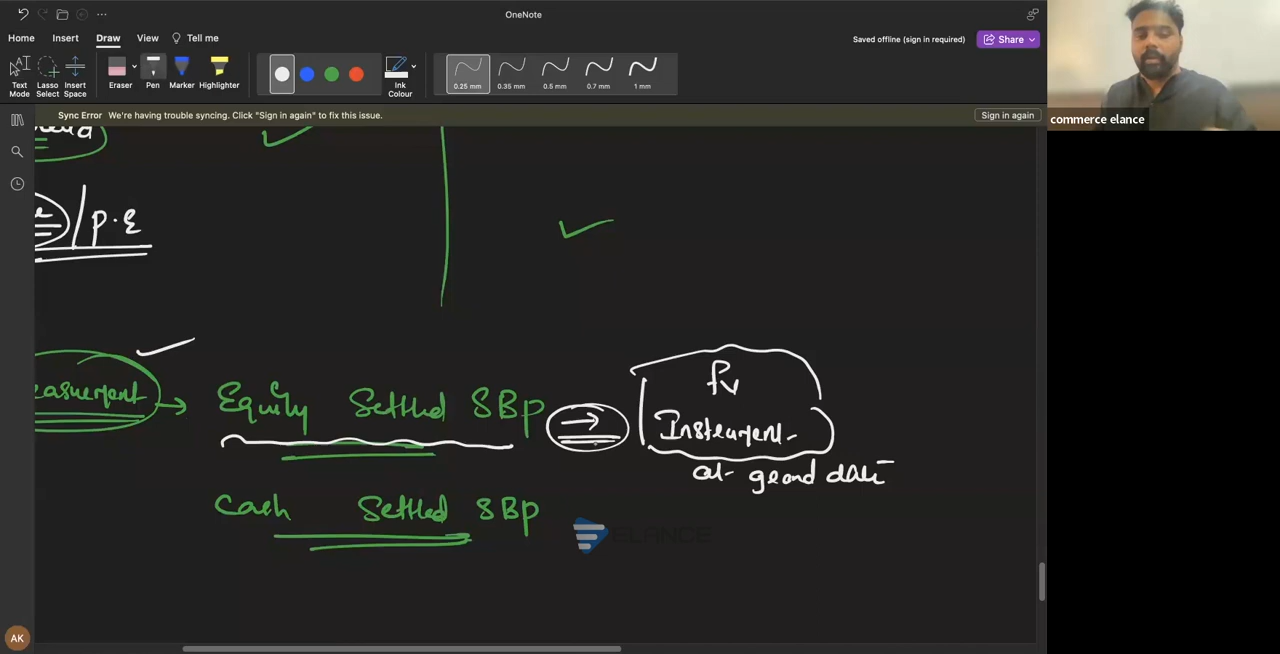 OneNote
Home Insert Draw View Tell me
Saved offline (sign in required) Share
Text Mode
Lasso Select
Insert Space
Eraser
Pen
Marker
Highlighter
Ink Colour
0.25 mm 0.35 mm 0.5 mm 0.7 mm 1 mm
commerce elance
Sync Error We're having trouble syncing. Click "Sign in again" to fix this issue. Sign in again
/ P.E
easurement → Equity Settled SBP → fv
Instrument
at grand date
Cash Settled SBP
ELANCE
AK